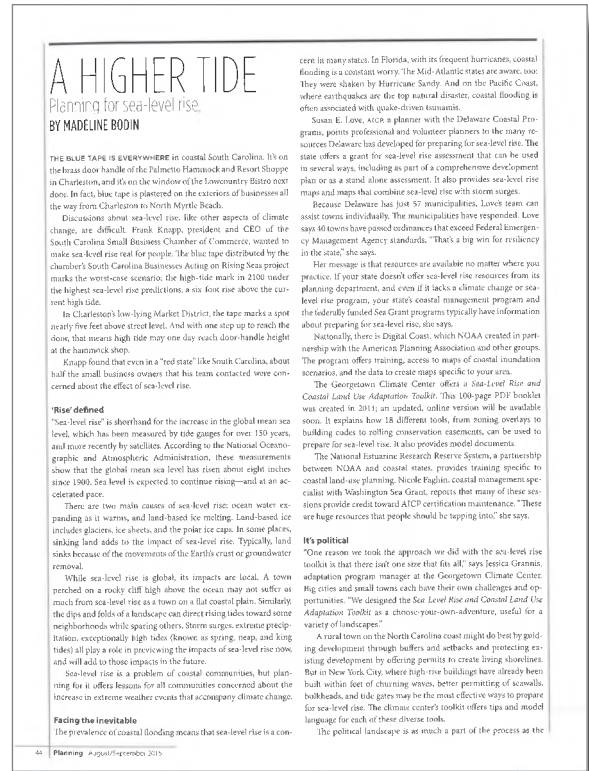 A HIGHER TIDE
Planning for sea-level rise.
BY MADELINE BODIN
THE BLUE TAPE IS EVERYWHERE in coastal South Carolina. It's on
the brass door handle of the Palmetto Hammock and Resort Shoppe
in Charleston, and it's on the window of the Lowcountry Bistro next
door. In fact, blue tape is plastered on the exteriors of businesses all
the way from Charleston to North Myrtle Beach.
Discussions about sea-level rise, like other aspects of climate
change, are difficult. Frank Knapp, president and CEO of the
South Carolina Small Business Chamber of Commerce, wanted to
make sea-level rise real for people. The blue tape distributed by the
chamber's South Carolina Businesses Acting on Rising Seas project
marks the worst-case scenario, the high-tide mark in 2100 under
the highest sea-level rise predictions, a six foot rise above the cur-
rent high tide.
In Charleston's low-lying Market District, the tape marks a spot
nearly five feet above street level. And with one step up to reach the
door, that means high tide may one day reach door-handle height
at the hammock shop.
Knapp found that even in a "red state" like South Carolina, about
half the small business owners that his team contacted were con-
cerned about the effect of sea-level rise.
'Rise' defined
"Sea-level rise" is shorthand for the increase in the global mean sea
level, which has been measured by tide gauges for over 150 years,
and more recently by satellites. According to the National Oceano-
graphic and Atmospheric Administration, these measurements
show that the global mean sea level has risen about eight inches
since 1900. Sea level is expected to continue rising—and at an ac-
celerated pace.
There are two main causes of sea-level rise: ocean water ex-
panding as it warms, and land-based ice melting. Land-based ice
includes glaciers, ice sheets, and the polar ice caps. In some places,
sinking land adds to the impact of sea-level rise. Typically, land
sinks because of the movements of the Earth's crust or groundwater
removal.
While sea-level rise is global, its impacts are local. A town
perched on a rocky cliff high above the ocean may not suffer as
much from sea-level rise as a town on a flat coastal plain. Similarly,
the dips and folds of a landscape can direct rising tides toward some
neighborhoods while sparing others. Storm surges, extreme precip-
itation, exceptionally high tides (known as spring, neap, and king
tides) all play a role in previewing the impacts of sea-level rise now,
and will add to those impacts in the future.
Sea-level rise is a problem of coastal communities, but plan-
ning for it offers lessons for all communities concerned about the
increase in extreme weather events that accompany climate change.
Facing the inevitable
The prevalence of coastal flooding means that sea-level rise is a con-
cern in many states. In Florida, with its frequent hurricanes, coastal
flooding is a constant worry. The Mid-Atlantic states are aware, too:
They were shaken by Hurricane Sandy. And on the Pacific Coast,
where earthquakes are the top natural disaster, coastal flooding is
often associated with quake-driven tsunamis.
Susan E. Love, AICP, a planner with the Delaware Coastal Pro-
grams, points professional and volunteer planners to the many re-
sources Delaware has developed for preparing for sea-level rise. The
state offers a grant for sea-level rise assessment that can be used
in several ways, including as part of a comprehensive development
plan or as a stand alone assessment. It also provides sea-level rise
maps and maps that combine sea-level rise with storm surges.
Because Delaware has just 57 municipalities, Love's team can
assist towns individually. The municipalities have responded. Love
says 40 towns have passed ordinances that exceed Federal Emergen-
cy Management Agency standards. "That's a big win for resiliency
in the state," she says.
Her message is that resources are available no matter where you
practice. If your state doesn't offer sea-level rise resources from its
planning department, and even if it lacks a climate change or sea-
level rise program, your state's coastal management program and
the federally funded Sea Grant programs typically have information
about preparing for sea-level rise, she says.
Nationally, there is Digital Coast, which NOAA created in part-
nership with the American Planning Association and other groups.
The program offers training, access to maps of coastal inundation
scenarios, and the data to create maps specific to your area.
The Georgetown Climate Center offers a Sea-Level Rise and
Coastal Land Use Adaptation Toolkit. This 100-page PDF booklet
was created in 2011; an updated, online version will be available
soon. It explains how 18 different tools, from zoning overlays to
building codes to rolling conservation easements, can be used to
prepare for sea-level rise. It also provides model documents.
The National Estuarine Research Reserve System, a partnership
between NOAA and coastal states, provides training specific to
coastal land-use planning. Nicole Faghin, coastal management spe-
cialist with Washington Sea Grant, reports that many of these ses-
sions provide credit toward AICP certification maintenance. "These
are huge resources that people should be tapping into," she says.
It's political
"One reason we took the approach we did with the sea-level rise
toolkit is that there isn't one size that fits all," says Jessica Grannis,
adaptation program manager at the Georgetown Climate Center.
Big cities and small towns each have their own challenges and op-
portunities. "We designed the Sea-Level Rise and Coastal Land Use
Adaptation Toolkit as a choose-your-own-adventure, useful for a
variety of landscapes."
A rural town on the North Carolina coast might do best by guid-
ing development through buffers and setbacks and protecting ex-
isting development by offering permits to create living shorelines.
But in New York City, where high-rise buildings have already been
built within feet of churning waves, better permitting of seawalls,
bulkheads, and tide gates may be the most effective ways to prepare
for sea-level rise. The climate center's toolkit offers tips and model
language for each of these diverse tools.
The political landscape is as much a part of the process as the
44 Planning August/September 2015